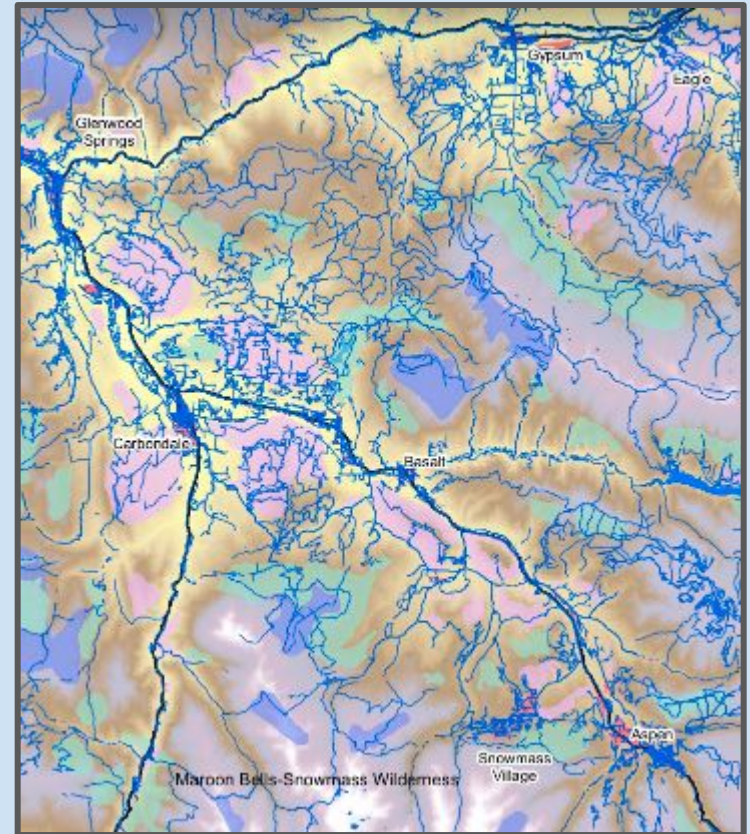 Gypsum
Eagle
Glenwood
Springs
Carbondale
Basalt
Aspen
Snowmass
Village
Maroon Bells-Snowmass Wilderness